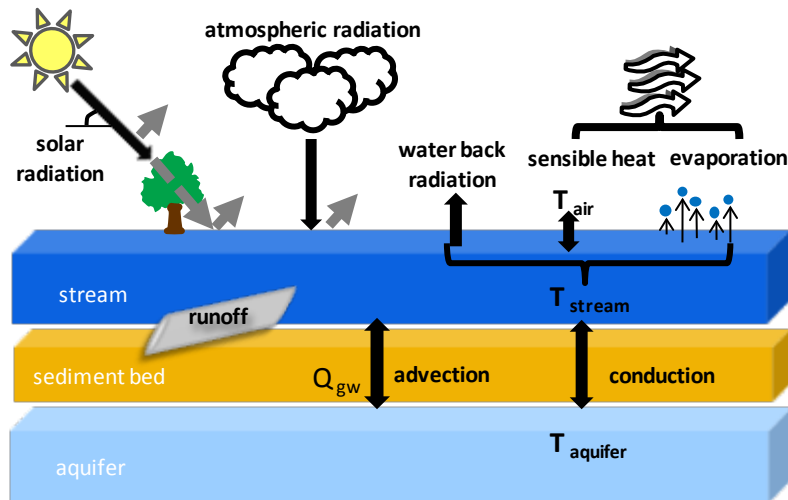 atmospheric radiation
solar
radiation
water back
radiation
sensible heat
evaporation
T air
stream
runoff
T stream
sediment bed
Q gw
advection
conduction
aquifer
T aquifer